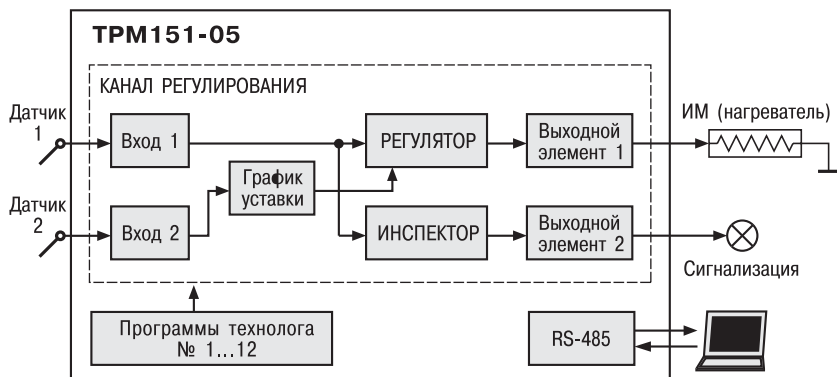 ТРМ151-05
КАНАЛ РЕГУЛИРОВАНИЯ
Датчик
1
Вход 1
РЕГУЛЯТОР
Выходной
элемент 1
ИМ (нагреватель)
График
уставки
Датчик
2
Вход 2
ИНСПЕКТОР
Выходной
элемент 2
Сигнализация
Программы технолога
№ 1...12
RS-485